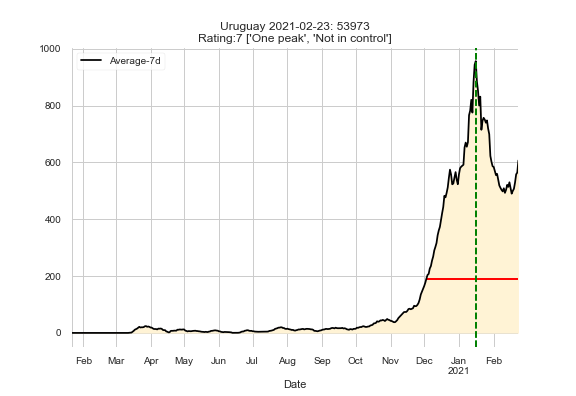 Uruguay 2021-02-23: 53973
Rating:7 ['One peak', 'Not in control']
Average-7d
1000
800
600
400
200
0
Feb Mar Apr May Jun Jul Aug Sep Oct Nov Dec Jan Feb
2021
Date